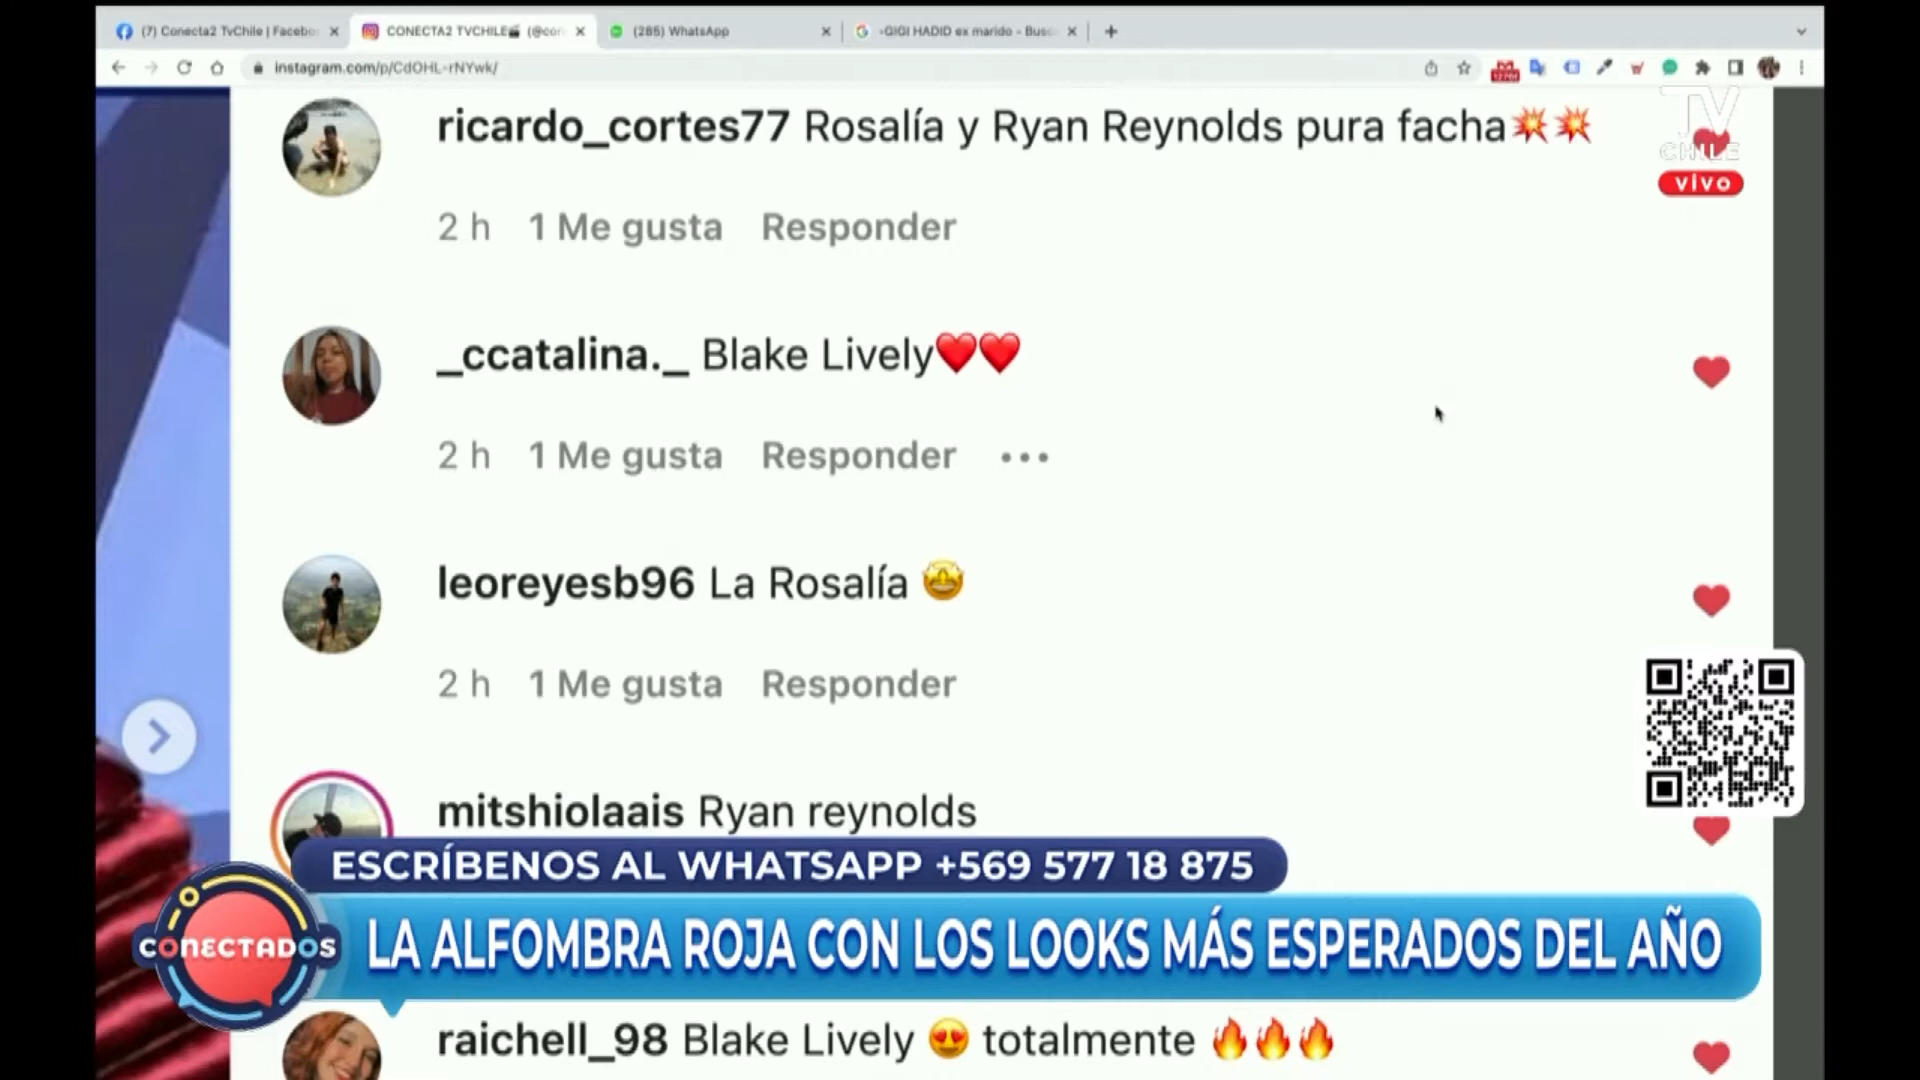 (7) Conecta2 TvChile | Facebo
CONECTA2 TVCHILE (@con
(285) WhatsApp
-GIGI HADID ex marido - Busc
instagram.com/p/CdOHL-rNYwk/
TV
CHILE
vivo
ricardo_cortes77 Rosalía y Ryan Reynolds pura facha💥💥
2 h 1 Me gusta Responder
_ccatalina._ Blake Lively❤️❤️
2 h 1 Me gusta Responder •••
leoreyesb96 La Rosalía 🤩
2 h 1 Me gusta Responder
mitshiolaais Ryan reynolds
ESCRÍBENOS AL WHATSAPP +569 577 18 875
CONECTADOS
LA ALFOMBRA ROJA CON LOS LOOKS MÁS ESPERADOS DEL AÑO
raichell_98 Blake Lively 😍 totalmente 🔥🔥🔥